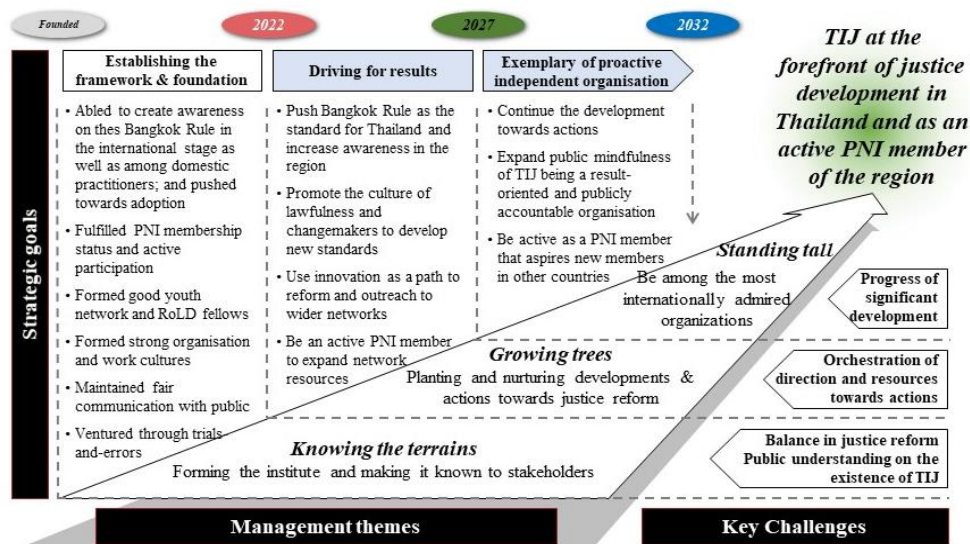 Founded
2022
2027
2032
TIJ at the
forefront of justice
development in
Thailand and as an
active PNI member
of the region
Strategic goals
Establishing the
framework & foundation
• Abled to create awareness
on thes Bangkok Rule in
the international stage as
well as among domestic
practitioners; and pushed
towards adoption
• Fulfilled PNI membership
status and active
participation
• Formed good youth
network and RoLD fellows
• Formed strong organisation
and work cultures
• Maintained fair
communication with public
• Ventured through trials-
and-errors
Driving for results
• Push Bangkok Rule as the
standard for Thailand and
increase awareness in the
region
• Promote the culture of
lawfulness and
changemakers to develop
new standards
• Use innovation as a path to
reform and outreach to
wider networks
• Be an active PNI member
to expand network
resources
Exemplary of proactive
independent organisation
• Continue the development
towards actions
• Expand public mindfulness
of TIJ being a result-
oriented and publicly
accountable organisation
• Be active as a PNI member
that aspires new members
in other countries
Standing tall
Be among the most
internationally admired
organizations
Growing trees
Planting and nurturing developments &
actions towards justice reform
Knowing the terrains
Forming the institute and making it known to stakeholders
Progress of
significant
development
Orchestration of
direction and resources
towards actions
Balance in justice reform
Public understanding on the
existence of TIJ
Management themes
Key Challenges